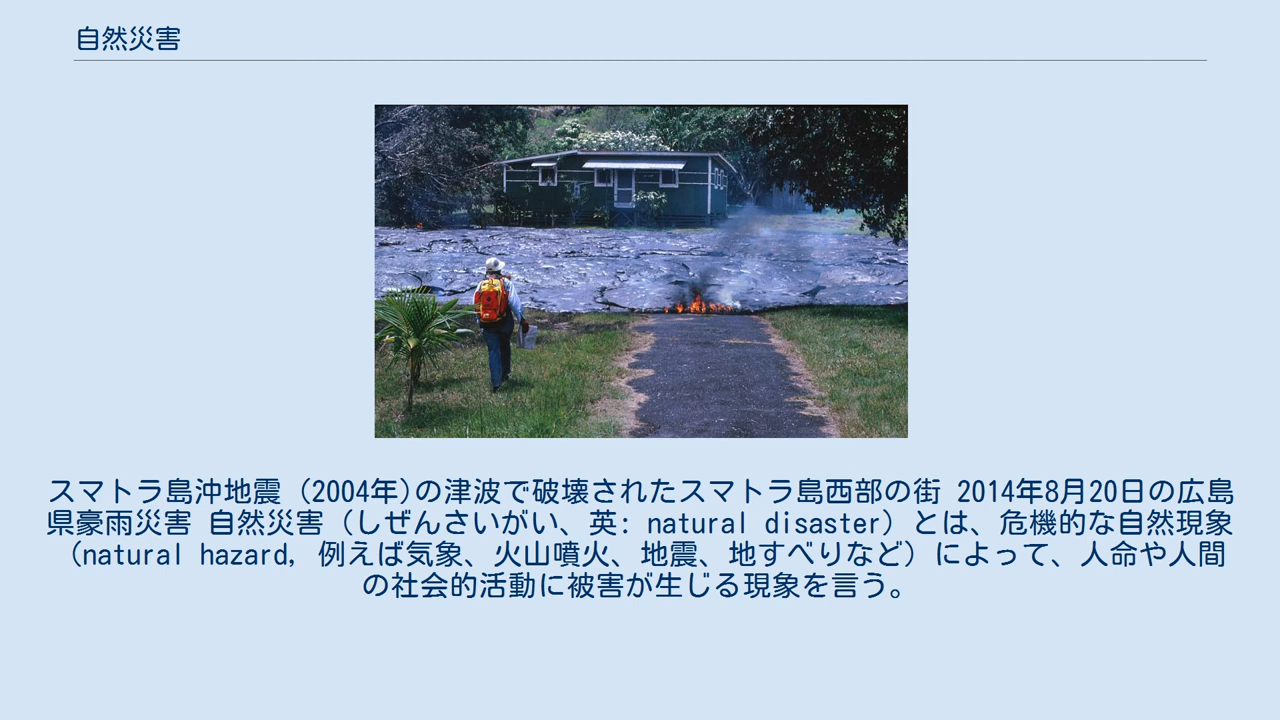 自然災害
スマトラ島沖地震 (2004年)の津波で破壊されたスマトラ島西部の街 2014年8月20日の広島
県豪雨災害 自然災害（しぜんさいがい、英: natural disaster）とは、危機的な自然現象
（natural hazard, 例えば気象、火山噴火、地震、地すべりなど）によって、人命や人間
の社会的活動に被害が生じる現象を言う。